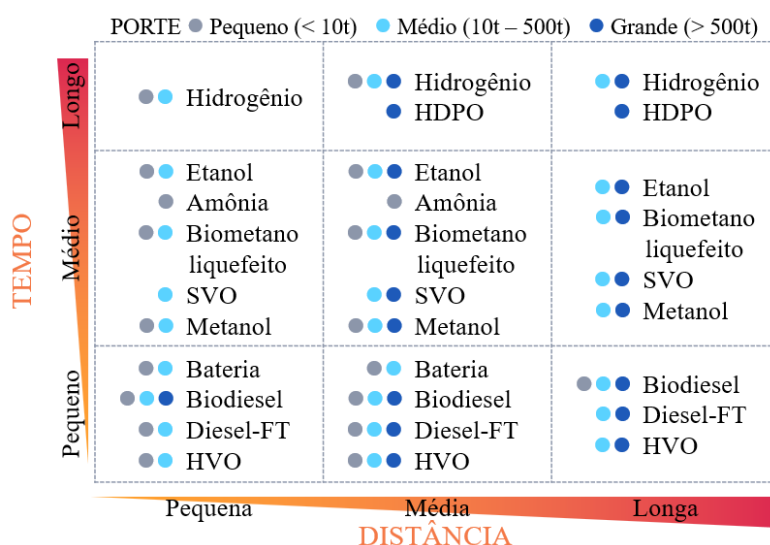 PORTE Pequeno (< 10t) Médio (10t – 500t) Grande (> 500t)
TEMPO
Longo
Hidrogênio
Hidrogênio
HDPO
Hidrogênio
HDPO
Médio
Etanol
Amônia
Biometano
liquefeito
SVO
Metanol
Etanol
Amônia
Biometano
liquefeito
SVO
Metanol
Etanol
Biometano
liquefeito
SVO
Metanol
Pequeno
Bateria
Biodiesel
Diesel-FT
HVO
Bateria
Biodiesel
Diesel-FT
HVO
Biodiesel
Diesel-FT
HVO
Pequena
Média
Longa
DISTÂNCIA